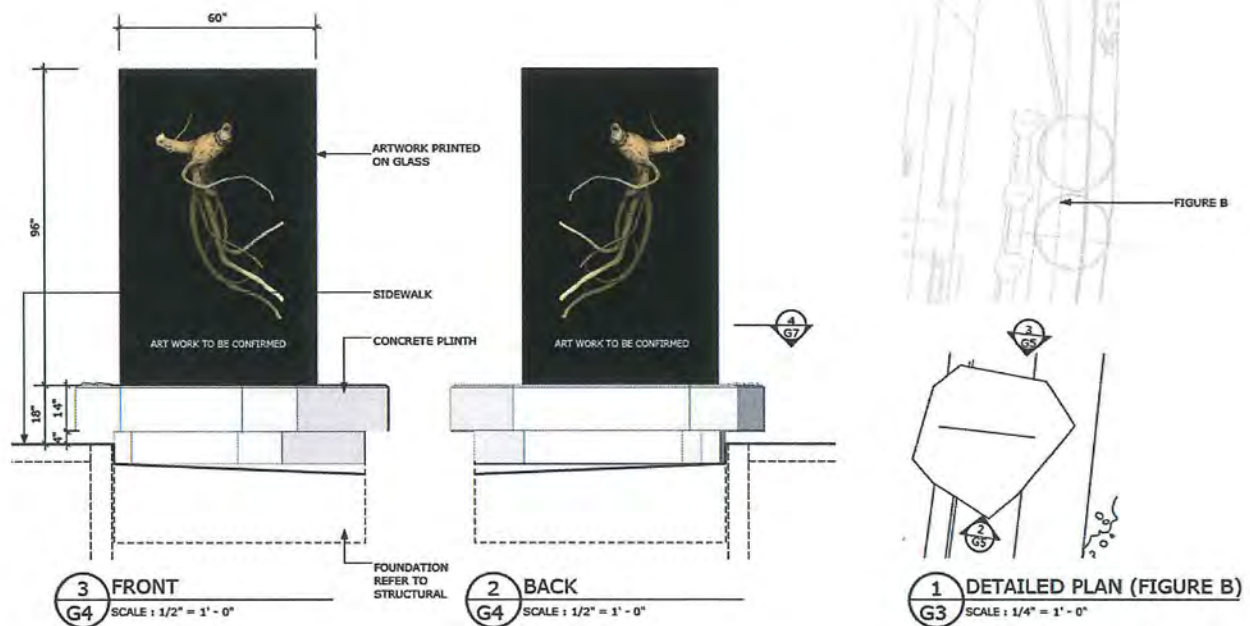 60"
96"
ARTWORK PRINTED
ON GLASS
SIDEWALK
ART WORK TO BE CONFIRMED
CONCRETE PLINTH
18"
14"
4"
FOUNDATION
REFER TO
STRUCTURAL
3
G4
FRONT
SCALE : 1/2" = 1' - 0"
ART WORK TO BE CONFIRMED
4
G7
2
G4
BACK
SCALE : 1/2" = 1' - 0"
FIGURE B
3
G5
2
G5
1
G3
DETAILED PLAN (FIGURE B)
SCALE : 1/4" = 1' - 0"